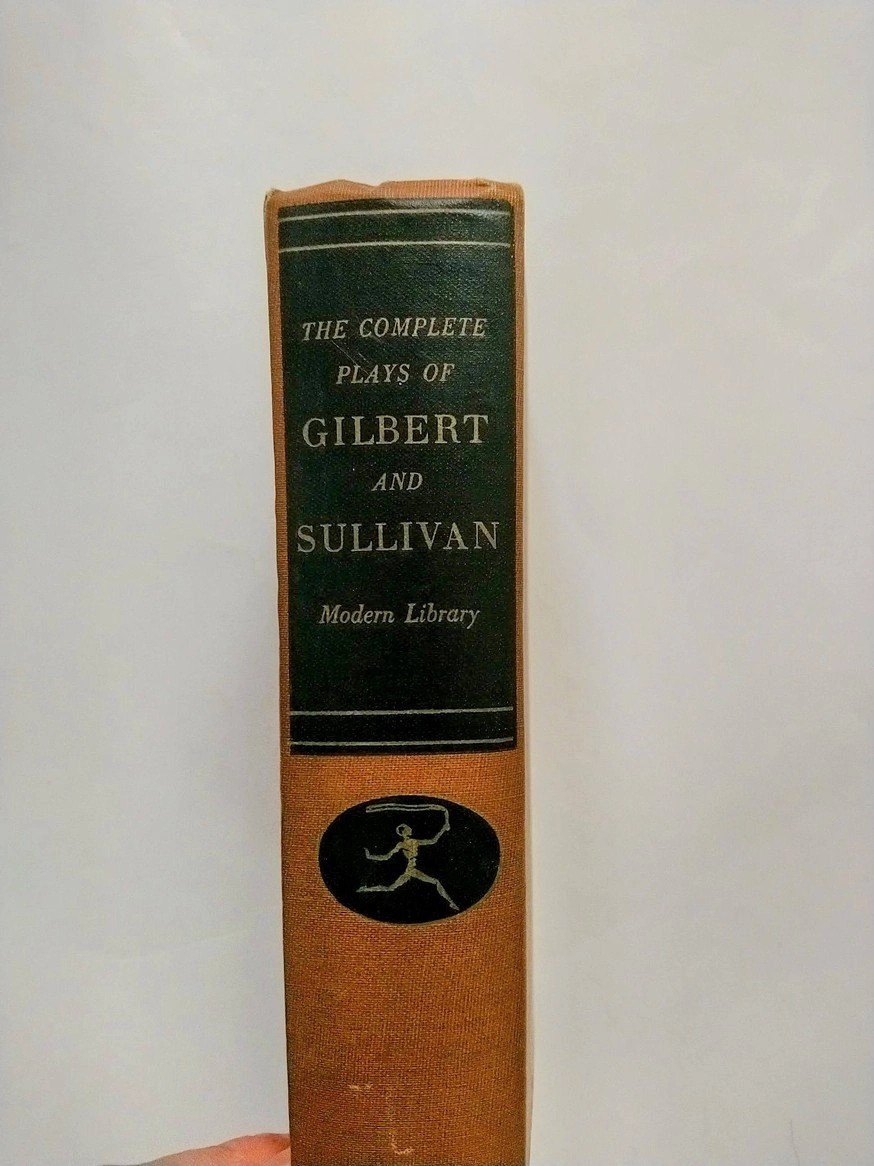 THE COMPLETE
PLAYS OF
GILBERT
AND
SULLIVAN
Modern Library